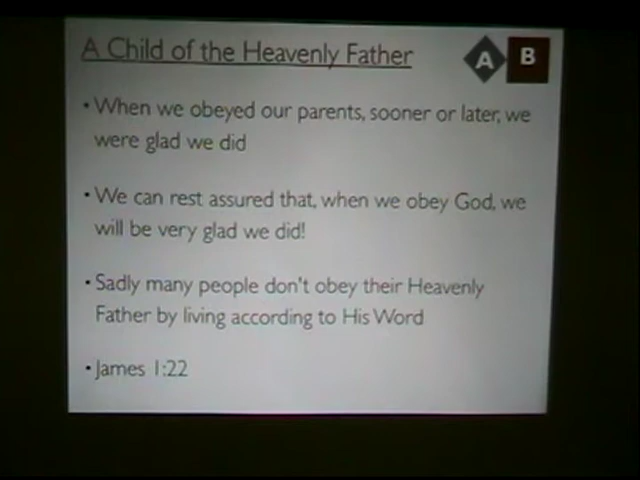 A Child of the Heavenly Father
A B
• When we obeyed our parents, sooner or later, we
were glad we did
• We can rest assured that, when we obey God, we
will be very glad we did!
• Sadly many people don't obey their Heavenly
Father by living according to His Word
• James 1:22